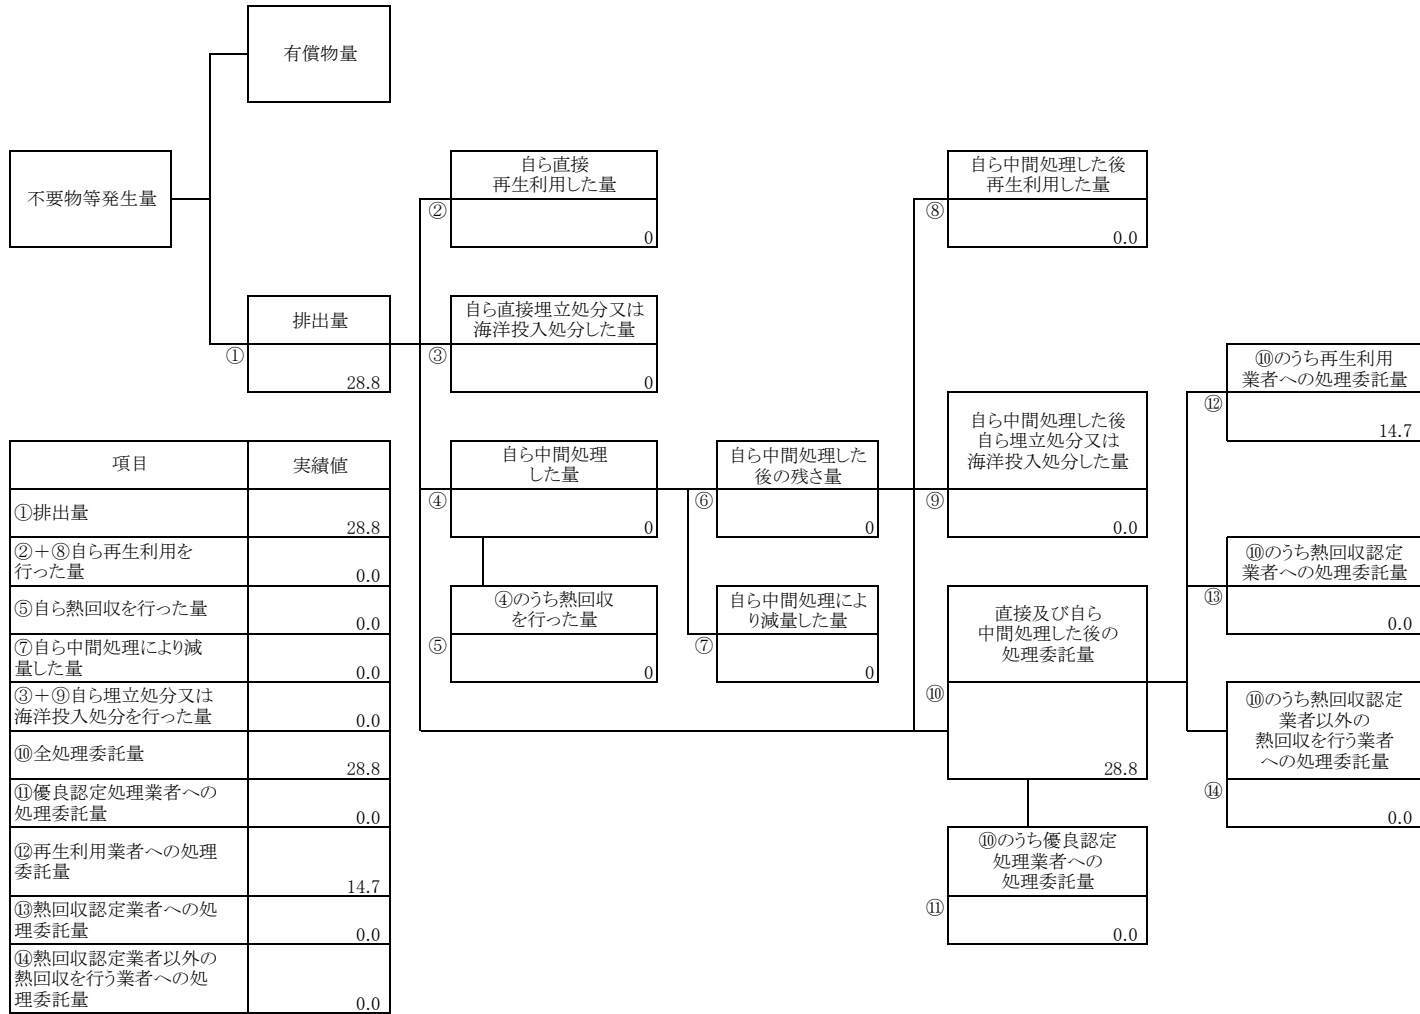 有償物量
不要物等発生量
①
排出量
28.8
②
自ら直接
再生利用した量
0
③
自ら直接埋立処分又は
海洋投入処分した量
0
④
自ら中間処理
した量
0
⑤
④のうち熱回収
を行った量
0
⑥
自ら中間処理した
後の残さ量
0
⑦
自ら中間処理によ
り減量した量
0
⑧
自ら中間処理した後
再生利用した量
0.0
⑨
自ら中間処理した後
自ら埋立処分又は
海洋投入処分した量
0.0
⑩
直接及び自ら
中間処理した後の
処理委託量
28.8
⑪
⑩のうち優良認定
処理業者への
処理委託量
0.0
⑫
⑩のうち再生利用
業者への処理委託量
14.7
⑬
⑩のうち熱回収認定
業者への処理委託量
0.0
⑭
⑩のうち熱回収認定
業者以外の
熱回収を行う業者
への処理委託量
0.0
項目 実績値
①排出量
28.8
②＋⑧自ら再生利用を
行った量
0.0
⑤自ら熱回収を行った量
0.0
⑦自ら中間処理により減
量した量
0.0
③＋⑨自ら埋立処分又は
海洋投入処分を行った量
0.0
⑩全処理委託量
28.8
⑪優良認定処理業者への
処理委託量
0.0
⑫再生利用業者への処理
委託量
14.7
⑬熱回収認定業者への処
理委託量
0.0
⑭熱回収認定業者以外の
熱回収を行う業者への処
理委託量
0.0